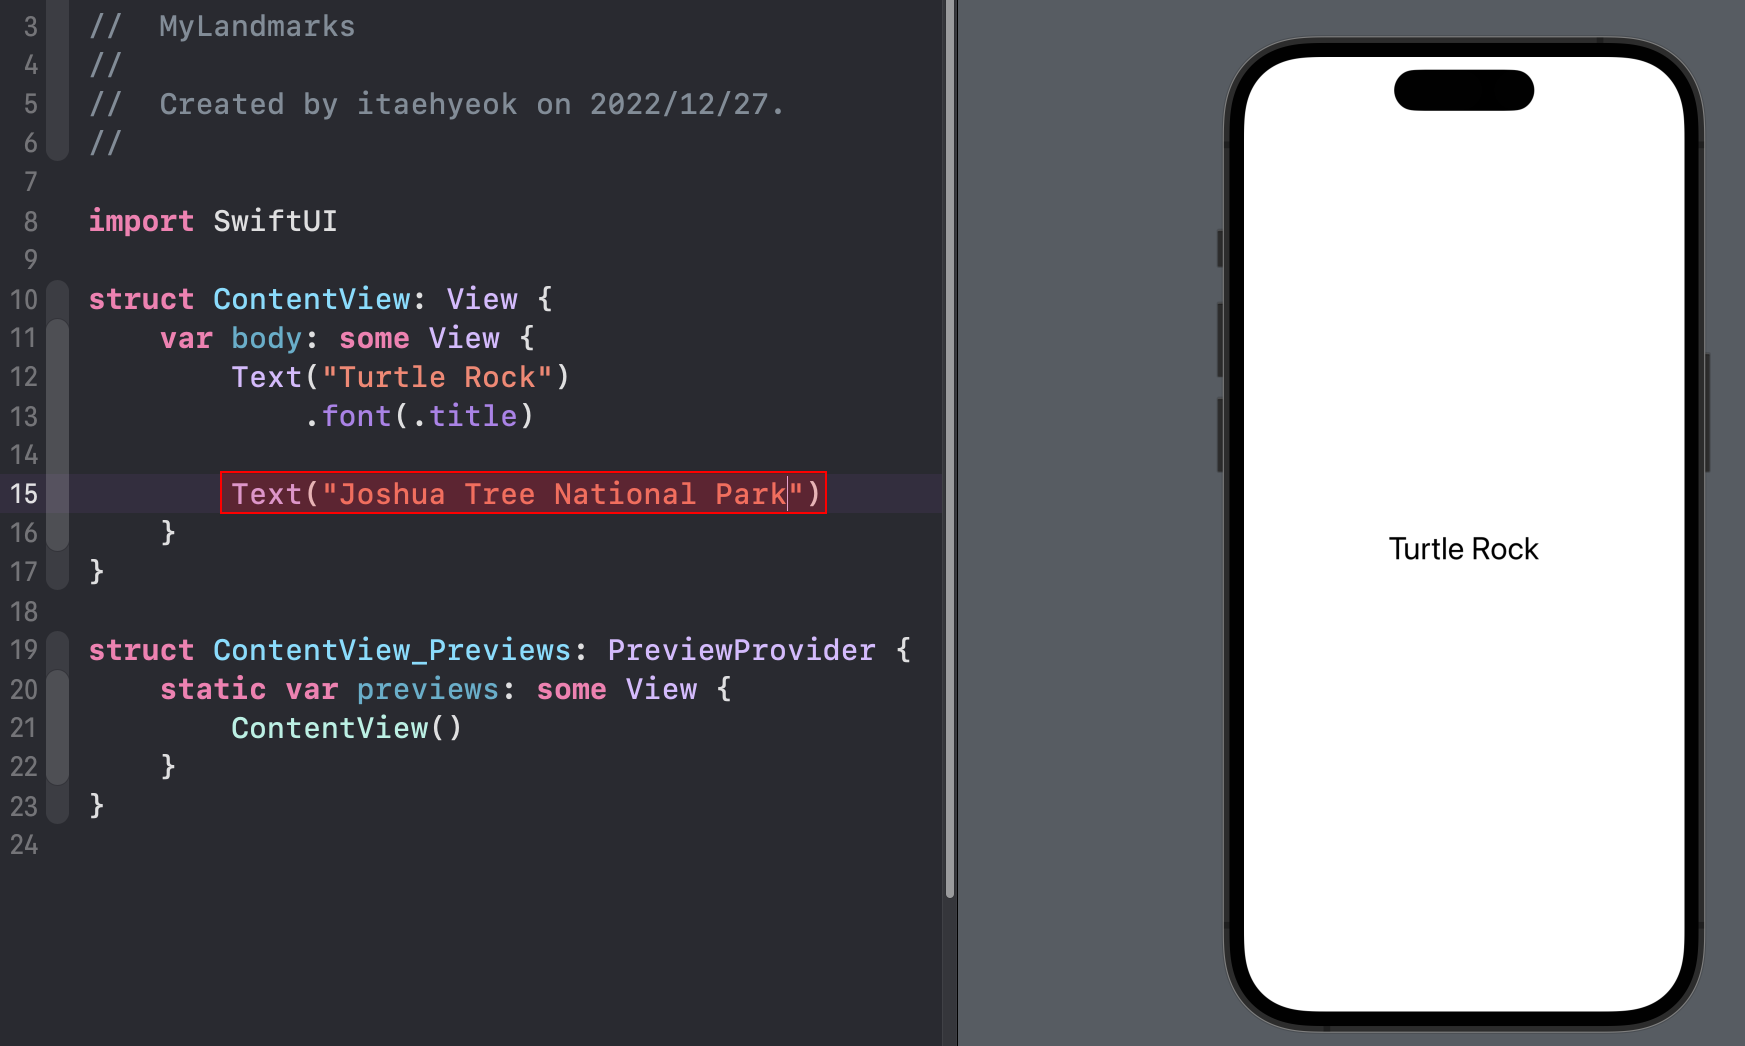 3 //  MyLandmarks
4 //
5 //  Created by itaehyeok on 2022/12/27.
6 //
7
8 import SwiftUI
9
10 struct ContentView: View {
11     var body: some View {
12         Text("Turtle Rock")
13             .font(.title)
14
15         Text("Joshua Tree National Park")
16     }
17 }
18
19 struct ContentView_Previews: PreviewProvider {
20     static var previews: some View {
21         ContentView()
22     }
23 }
24
Turtle Rock